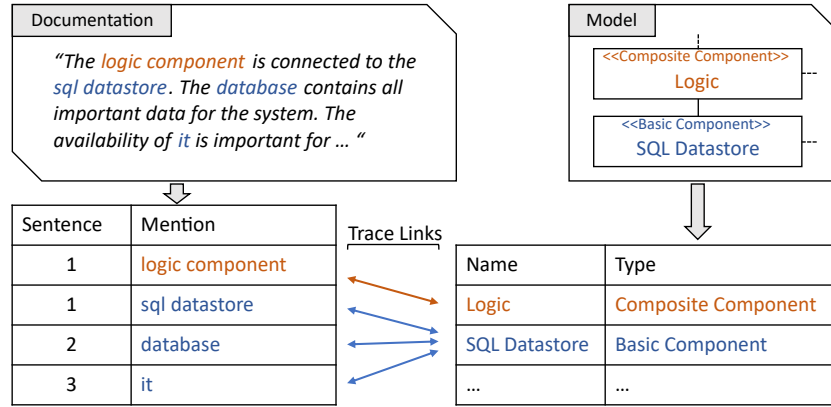 Documentation
“The logic component is connected to the
sql datastore. The database contains all
important data for the system. The
availability of it is important for ... “
Model
<<Composite Component>>
Logic
<<Basic Component>>
SQL Datastore
Sentence Mention
1 logic component
1 sql datastore
2 database
3 it
Trace Links
Name Type
Logic Composite Component
SQL Datastore Basic Component
... ...